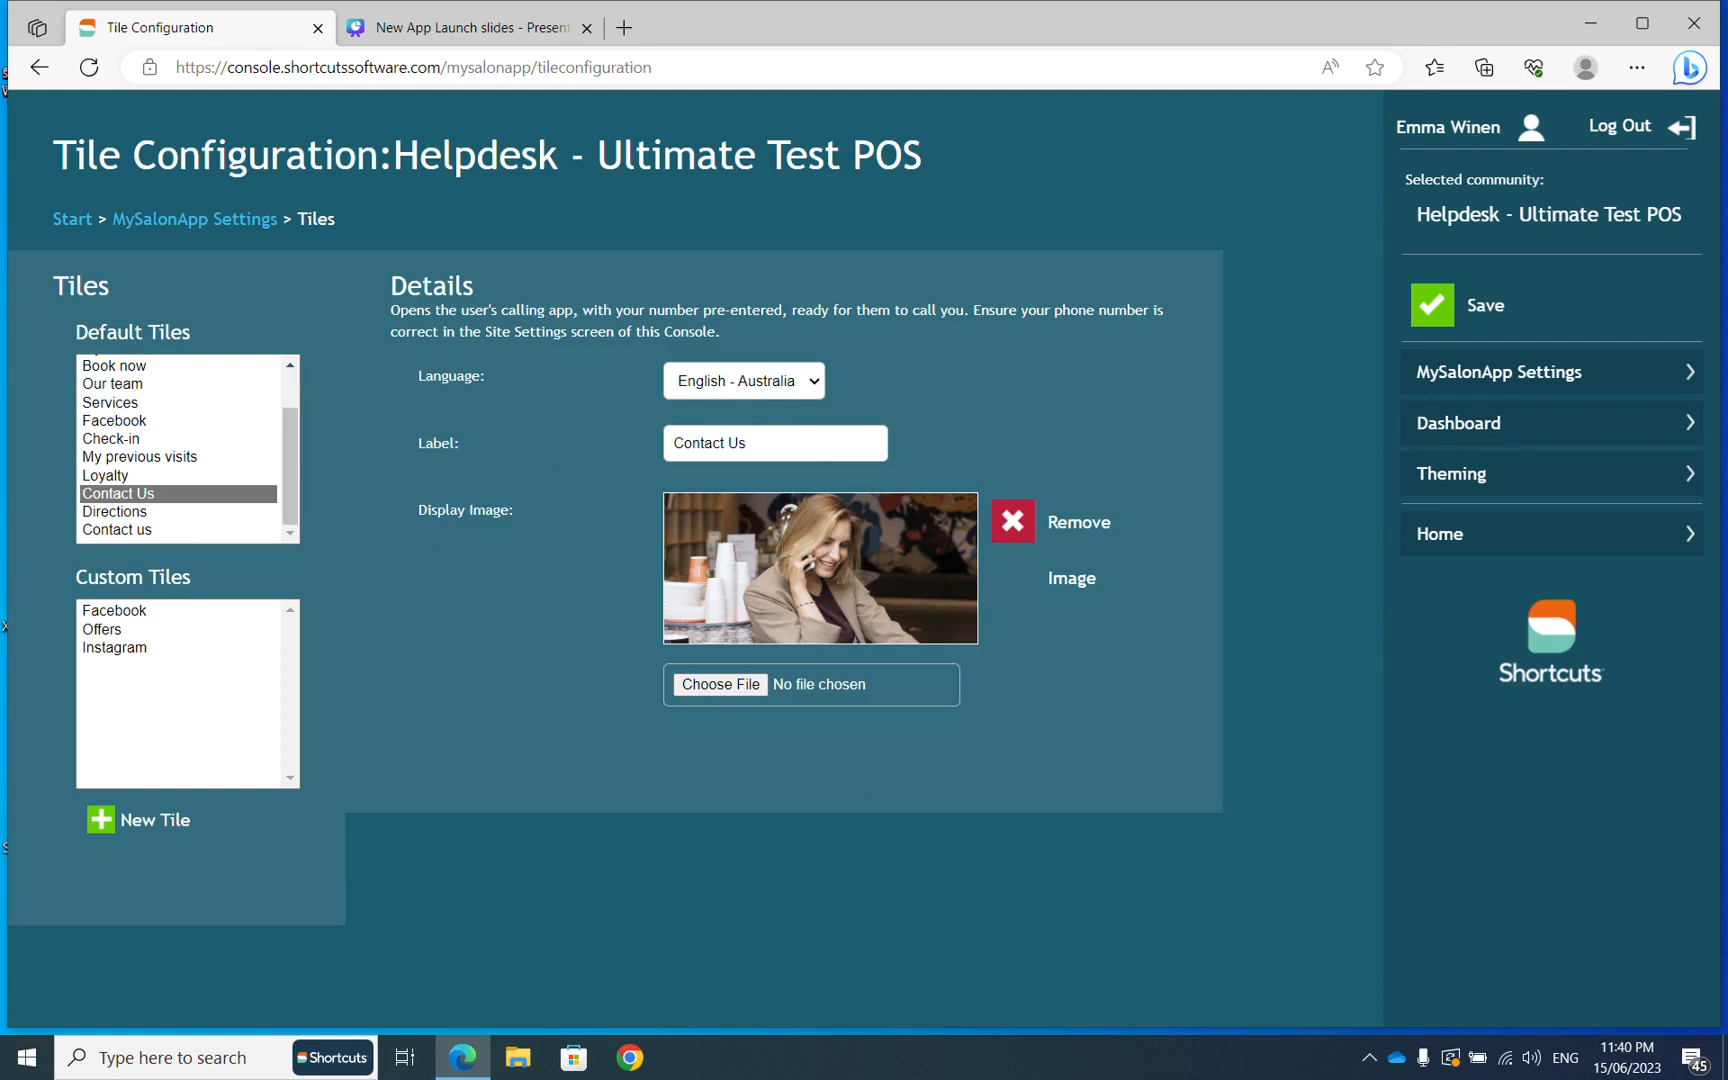 Tile Configuration
New App Launch slides - Present
https://console.shortcutssoftware.com/mysalonapp/tileconfiguration
Tile Configuration:Helpdesk - Ultimate Test POS
Start > MySalonApp Settings > Tiles
Emma Winen
Log Out
Selected community:
Helpdesk - Ultimate Test POS
Save
MySalonApp Settings
Dashboard
Theming
Home
Shortcuts
Tiles
Default Tiles
Book now
Our team
Services
Facebook
Check-in
My previous visits
Loyalty
Contact Us
Directions
Contact us
Custom Tiles
Facebook
Offers
Instagram
New Tile
Details
Opens the user's calling app, with your number pre-entered, ready for them to call you. Ensure your phone number is
correct in the Site Settings screen of this Console.
Language:
English - Australia
Label:
Contact Us
Display Image:
Remove
Image
Choose File No file chosen
Type here to search
Shortcuts
ENG
11:40 PM
15/06/2023
45